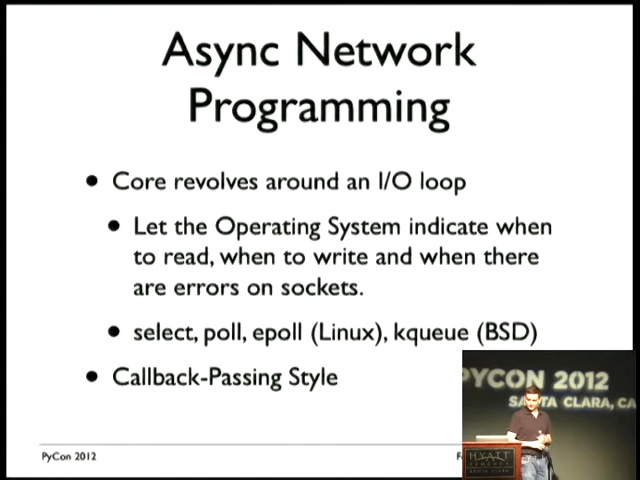 Async Network
Programming
• Core revolves around an I/O loop
• Let the Operating System indicate when
to read, when to write and when there
are errors on sockets.
• select, poll, epoll (Linux), kqueue (BSD)
• Callback-Passing Style
PYCON 2012
SANTA CLARA, CA
HYATT
PyCon 2012